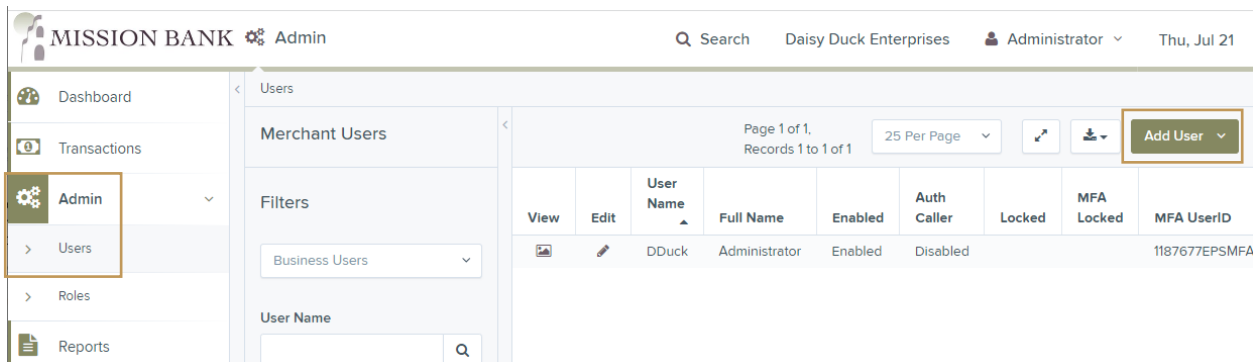 MISSION BANK Admin Search Daisy Duck Enterprises Administrator Thu, Jul 21
Dashboard
Transactions
Admin
Users
Roles
Reports
Users
Merchant Users
Filters
Business Users
User Name
Page 1 of 1,
Records 1 to 1 of 1
25 Per Page
Add User
View Edit User Name Full Name Enabled Auth Caller Locked MFA Locked MFA UserID
DDuck Administrator Enabled Disabled 1187677EPSMFA